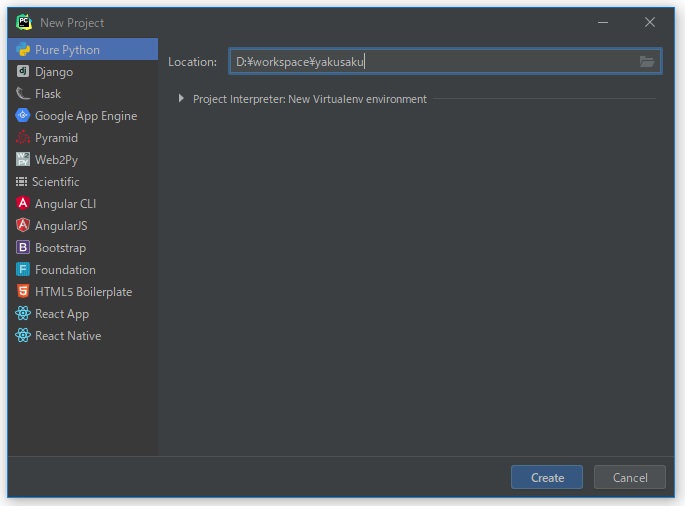 New Project
Pure Python
Django
Flask
Google App Engine
Pyramid
Web2Py
Scientific
Angular CLI
AngularJS
Bootstrap
Foundation
HTML5 Boilerplate
React App
React Native
Location: D:¥workspace¥yakusaku
Project Interpreter: New Virtualenv environment
Create Cancel